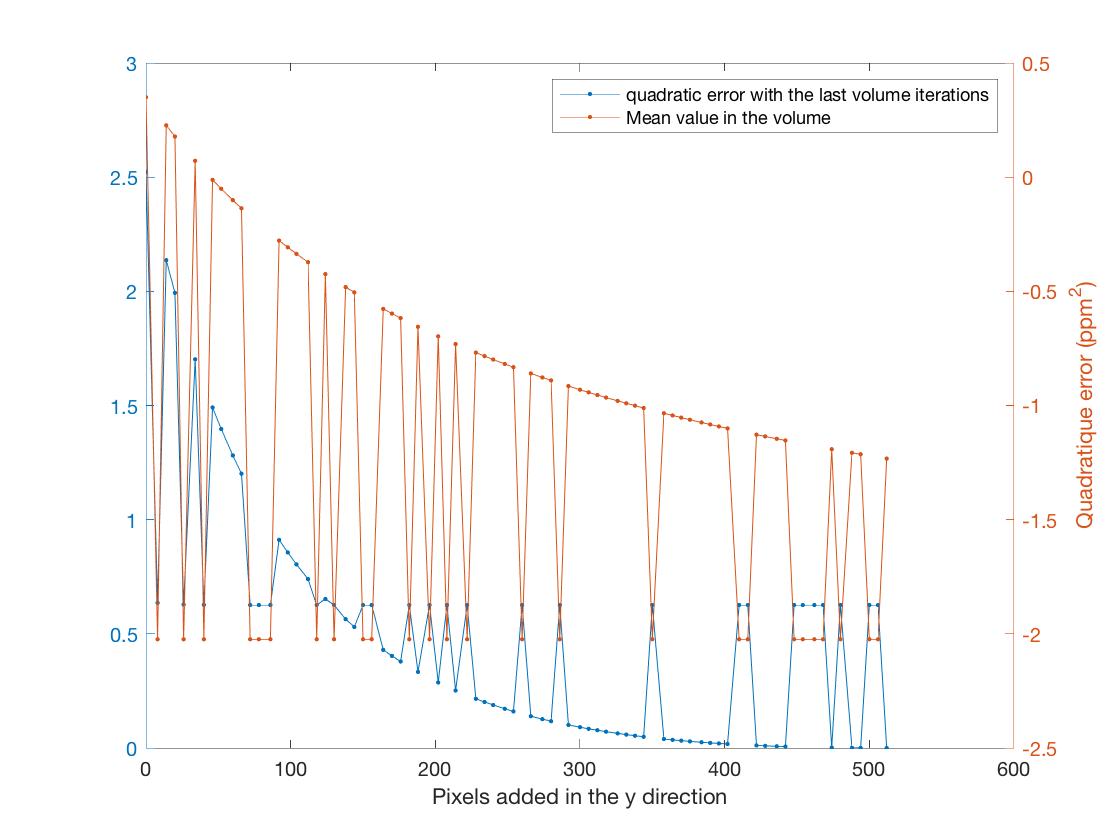 quadratic error with the last volume iterations
Mean value in the volume
3
2.5
2
1.5
1
0.5
0
0.5
0
-0.5
-1
-1.5
-2
-2.5
Quadratique error (ppm²)
0 100 200 300 400 500 600
Pixels added in the y direction